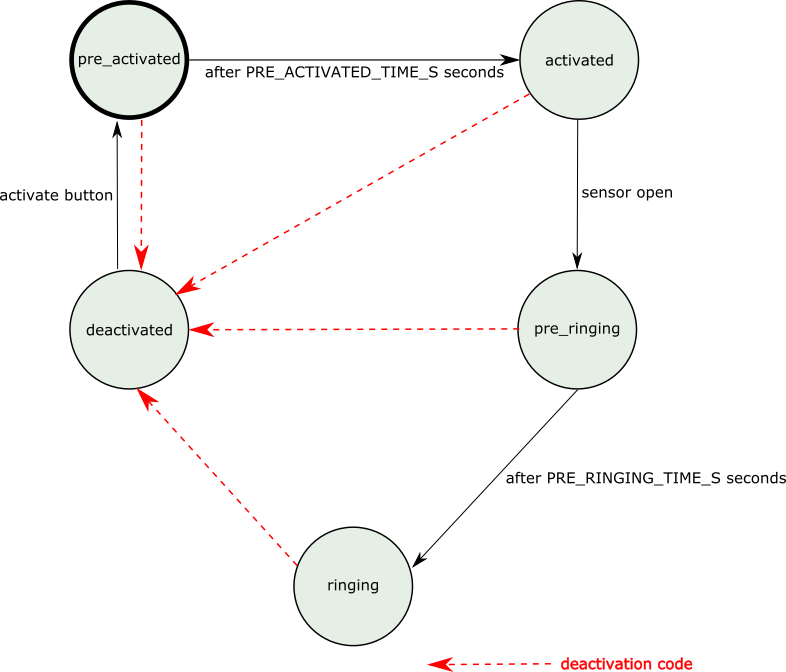 pre_activated
activated
after PRE_ACTIVATED_TIME_S seconds
activate button
sensor open
deactivated
pre_ringing
after PRE_RINGING_TIME_S seconds
ringing
deactivation code